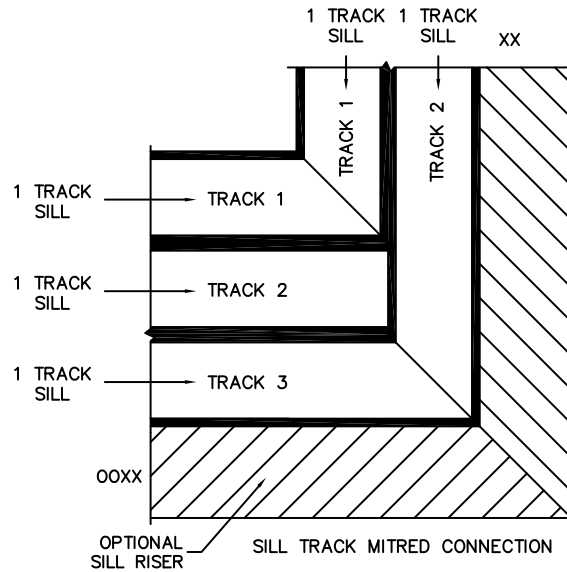 1 TRACK
SILL
1 TRACK
SILL
XX
TRACK 1
TRACK 2
1 TRACK
SILL
TRACK 1
1 TRACK
SILL
TRACK 2
1 TRACK
SILL
TRACK 3
OOXX
OPTIONAL
SILL RISER
SILL TRACK MITRED CONNECTION